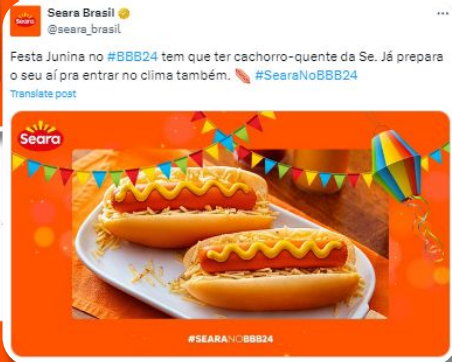 Seara Brasil
@seara_brasil
Festa Junina no #BBB24 tem que ter cachorro-quente da Se. Já prepara
o seu aí pra entrar no clima também. #SearaNoBBB24
Translate post
Seara
#SEARANOBBB24